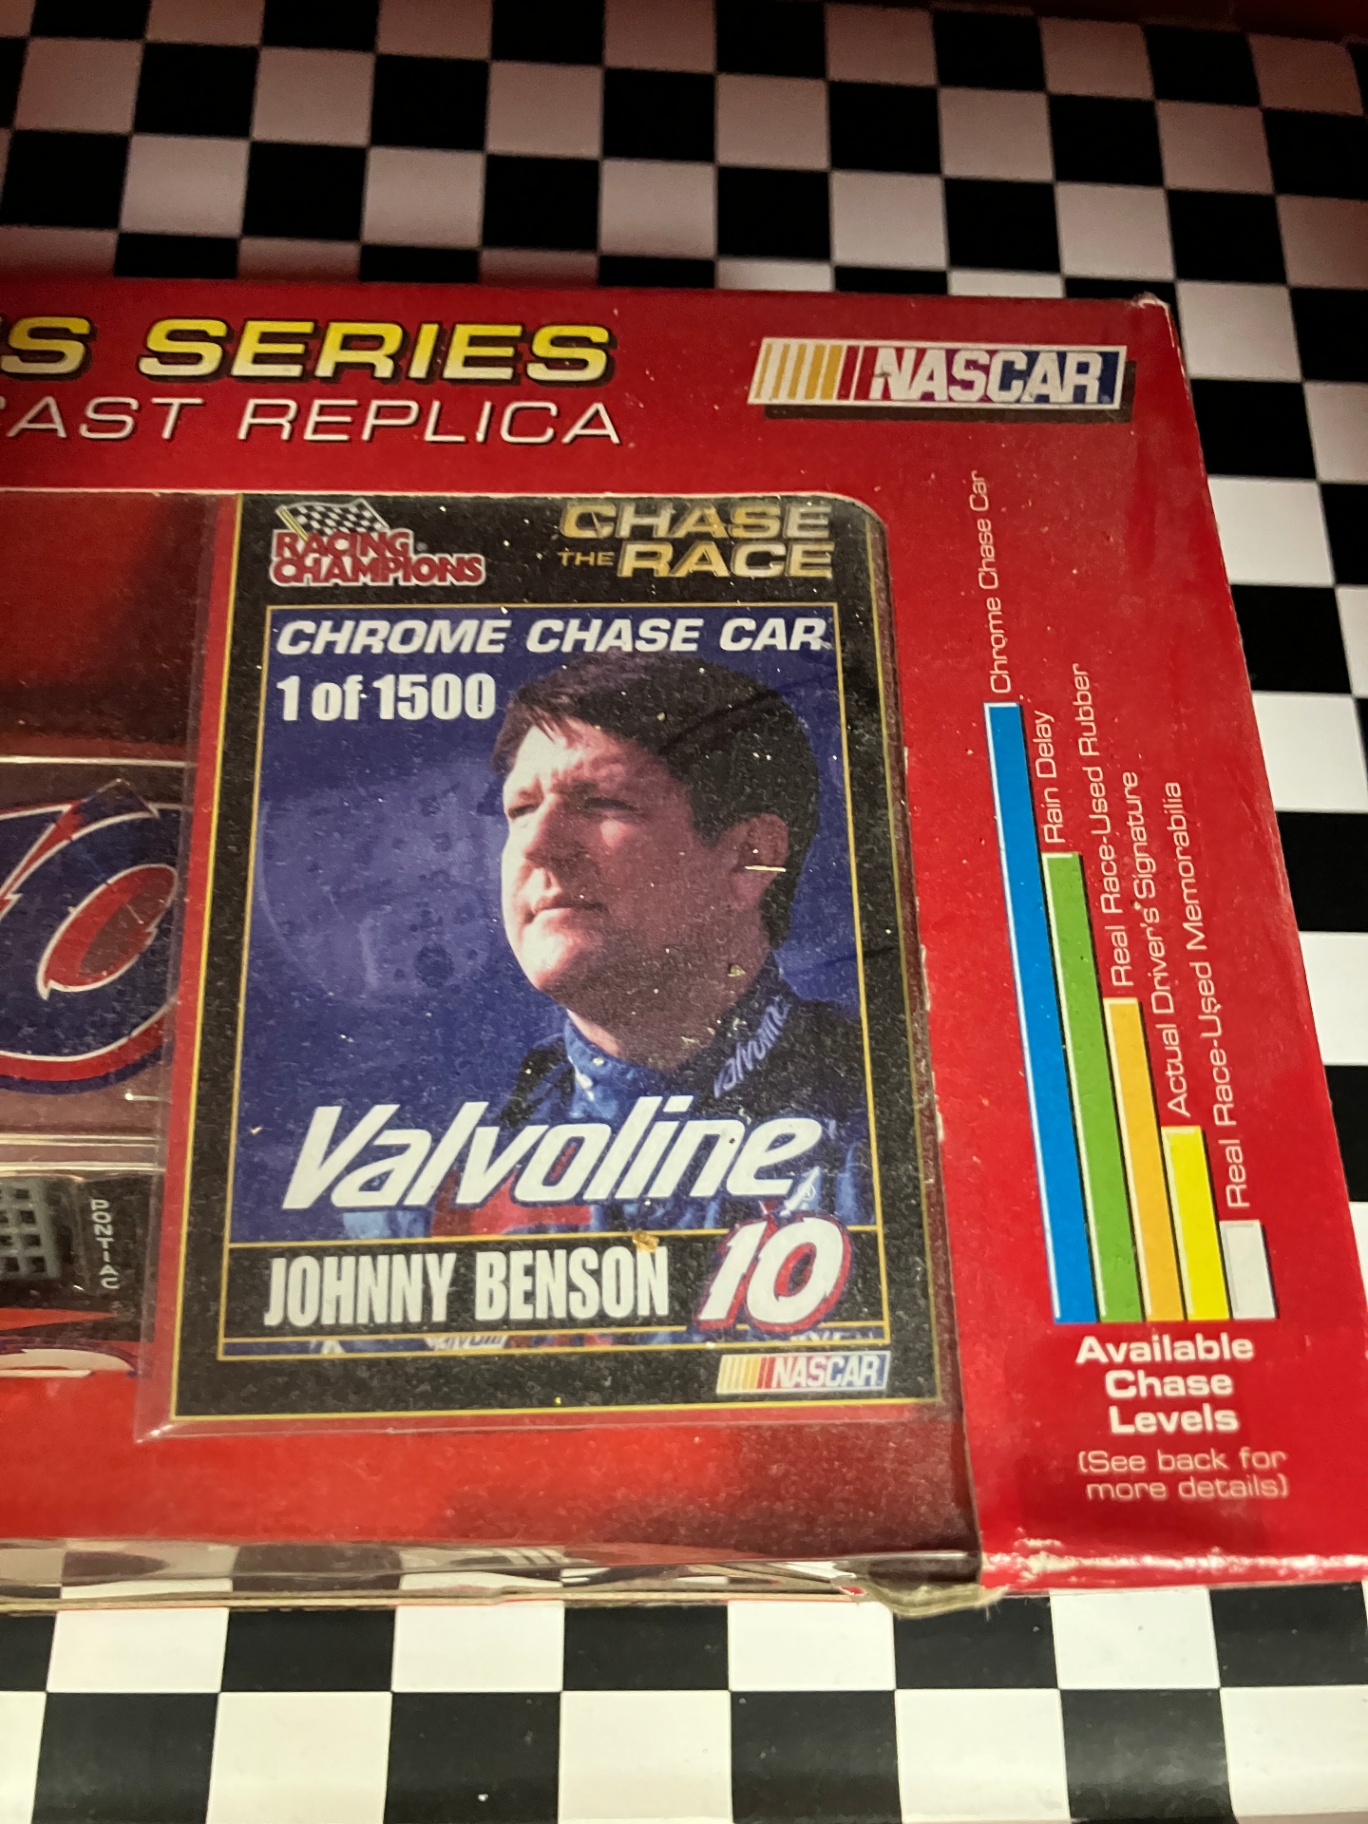 S SERIES
CAST REPLICA
NASCAR
RACING
CHAMPIONS
CHASE
THE RACE
CHROME CHASE CAR
1 of 1500
Valvoline
Valvoline
JOHNNY BENSON 10
NASCAR
PONTIAC
Chrome Chase Car
Rain Delay
Real Race-Used Rubber
Actual Driver's Signature
Real Race-Used Memorabilia
Available
Chase
Levels
(See back for
more details)